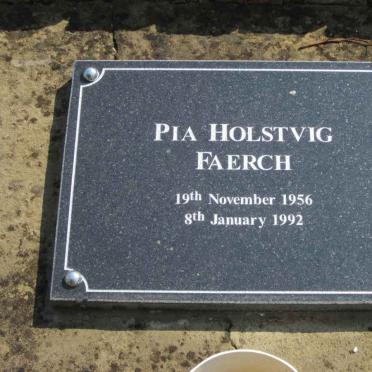 PIA HOLSTVIG
FAERCH
19th November 1956
8th January 1992